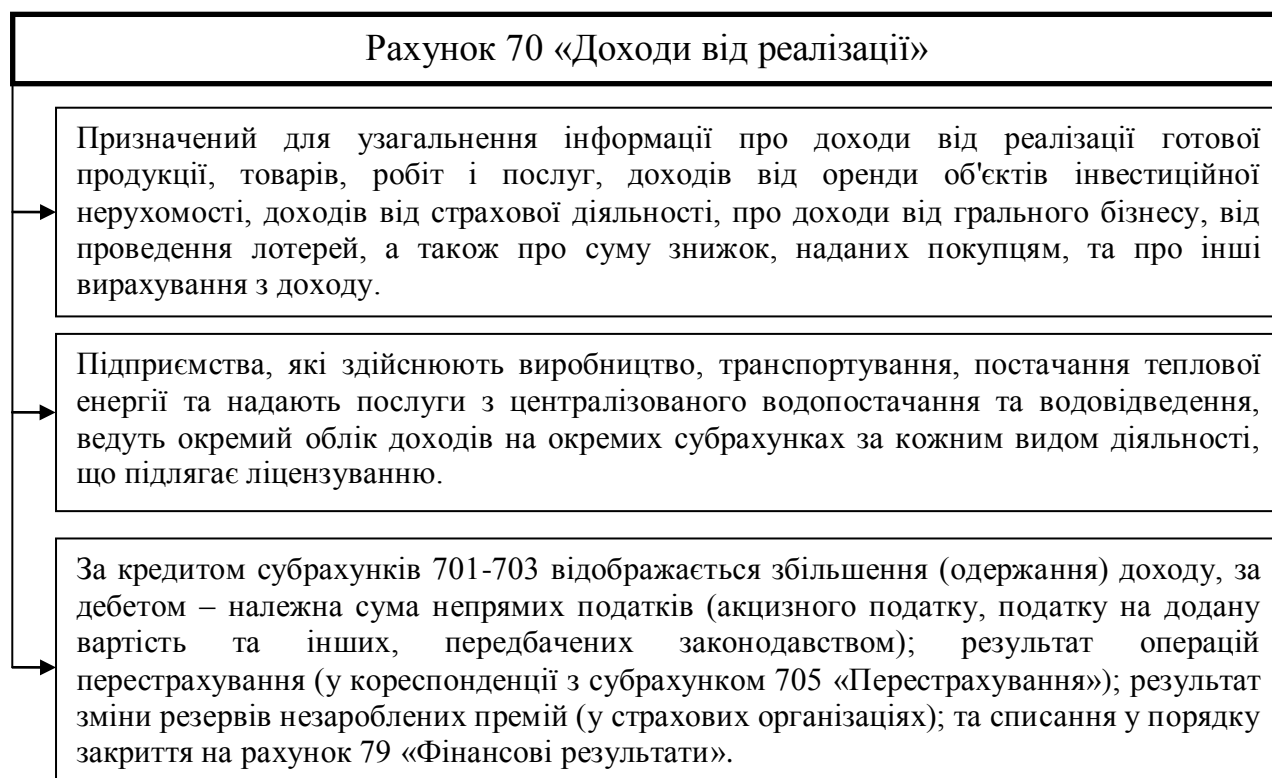 Рахунок 70 «Доходи від реалізації»
Призначений для узагальнення інформації про доходи від реалізації готової
продукції, товарів, робіт і послуг, доходів від оренди об'єктів інвестиційної
нерухомості, доходів від страхової діяльності, про доходи від грального бізнесу, від
проведення лотерей, а також про суму знижок, наданих покупцям, та про інші
вирахування з доходу.
Підприємства, які здійснюють виробництво, транспортування, постачання теплової
енергії та надають послуги з централізованого водопостачання та водовідведення,
ведуть окремий облік доходів на окремих субрахунках за кожним видом діяльності,
що підлягає ліцензуванню.
За кредитом субрахунків 701-703 відображається збільшення (одержання) доходу, за
дебетом – належна сума непрямих податків (акцизного податку, податку на додану
вартість та інших, передбачених законодавством); результат операцій
перестрахування (у кореспонденції з субрахунком 705 «Перестрахування»); результат
зміни резервів незароблених премій (у страхових організаціях); та списання у порядку
закриття на рахунок 79 «Фінансові результати».